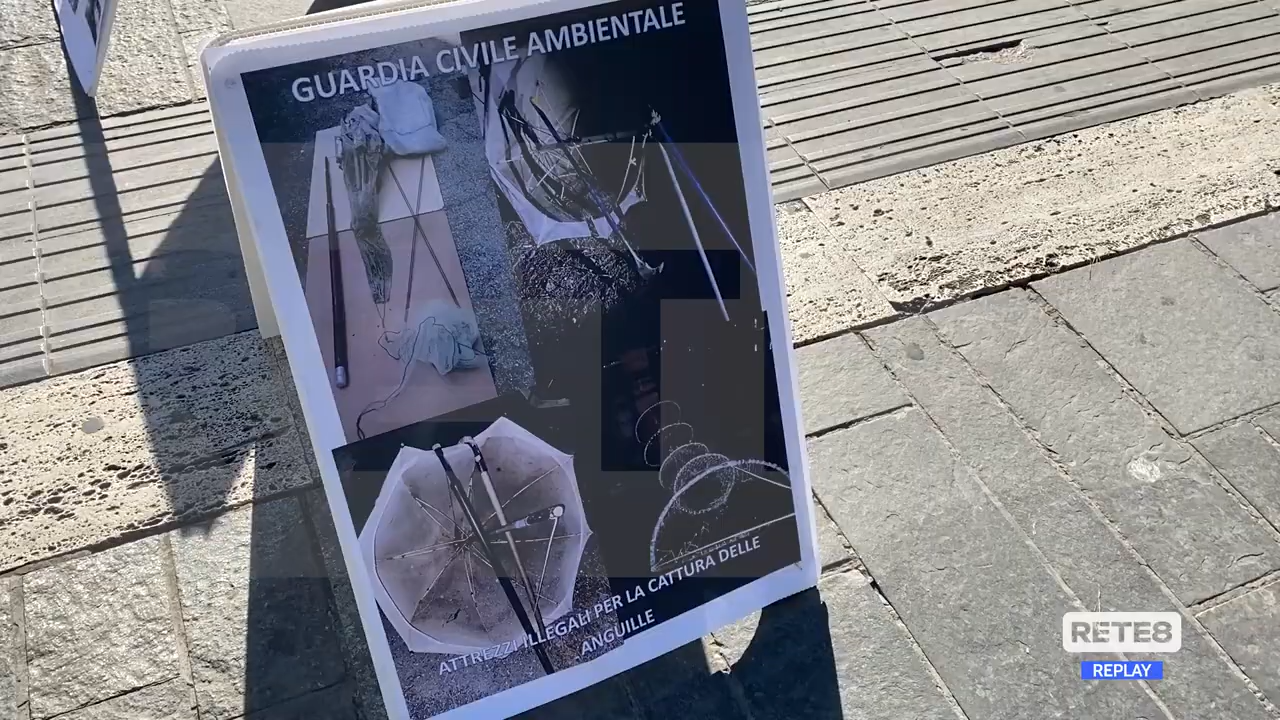 GUARDIA CIVILE AMBIENTALE
ATTREZZI ILLEGALI PER LA CATTURA DELLE
ANGUILLE
RETE8
REPLAY